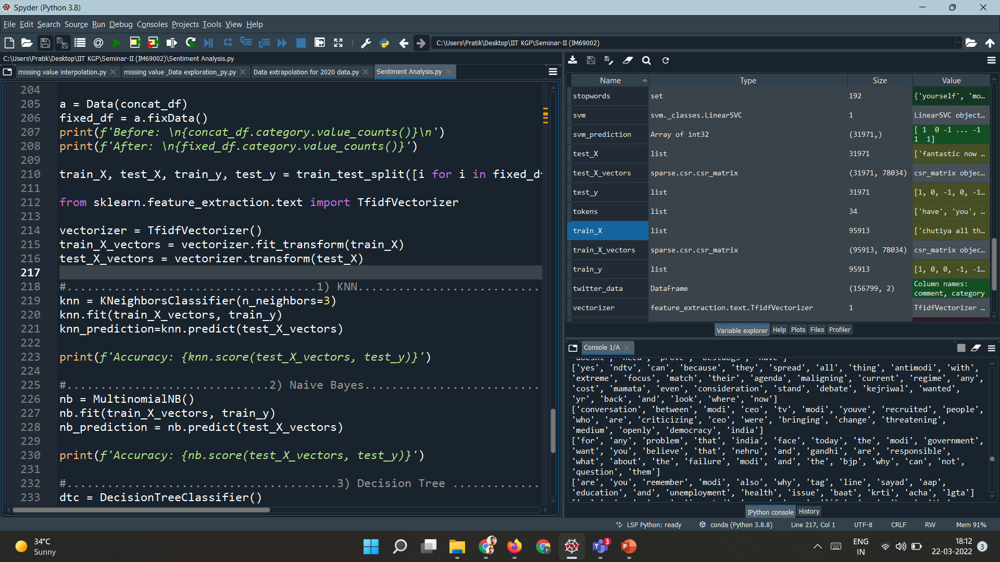 Spyder (Python 3.8)
File Edit Search Source Run Debug Consoles Projects Tools View Help
C:\Users\Pratik\Desktop\IIT KGP\Seminar-II (IM69002)
C:\Users\Pratik\Desktop\IIT KGP\Seminar-II (IM69002)\Sentiment Analysis.py
missing value interpolation.py missing value _Data exploration_py.py Data extrapolation for 2020 data.py Sentiment Analysis.py
204
205 a = Data(concat_df)
206 fixed_df = a.fixData()
207 print(f'Before: \n{concat_df.category.value_counts()}\n')
208 print(f'After: \n{fixed_df.category.value_counts()}')
209
210 train_X, test_X, train_y, test_y = train_test_split([i for i in fixed_d
211
212 from sklearn.feature_extraction.text import TfidfVectorizer
213
214 vectorizer = TfidfVectorizer()
215 train_X_vectors = vectorizer.fit_transform(train_X)
216 test_X_vectors = vectorizer.transform(test_X)
217
218 #.....................................1) KNN...........................
219 knn = KNeighborsClassifier(n_neighbors=3)
220 knn.fit(train_X_vectors, train_y)
221 knn_prediction=knn.predict(test_X_vectors)
222
223 print(f'Accuracy: {knn.score(test_X_vectors, test_y)}')
224
225 #..............................2) Naive Bayes..........................
226 nb = MultinomialNB()
227 nb.fit(train_X_vectors, train_y)
228 nb_prediction = nb.predict(test_X_vectors)
229
230 print(f'Accuracy: {nb.score(test_X_vectors, test_y)}')
231
232 #........................................3) Decision Tree .............
233 dtc = DecisionTreeClassifier()
Name Type Size Value
stopwords set 192 {'yourself', 'mo...
svm svm._classes.LinearSVC 1 LinearSVC object...
svm_prediction Array of int32 (31971,) [ 1 0 -1 ... -1
1 1]
test_X list 31971 ['fantastic now ...
test_X_vectors sparse.csr.csr_matrix (31971, 78034) csr_matrix objec...
test_y list 31971 [1, 0, -1, 0, -1...
tokens list 34 ['have', 'you', ...
train_X list 95913 ['chutiya all th...
train_X_vectors sparse.csr.csr_matrix (95913, 78034) csr_matrix objec...
train_y list 95913 [1, 0, 0, -1, -1...
twitter_data DataFrame (156799, 2) Column names:
comment, category
vectorizer feature_extraction.text.TfidfVectorizer 1 TfidfVectorizer ...
Variable explorer Help Plots Files Profiler
Console 1/A
['yes', 'ndtv', 'can', 'because', 'they', 'spread', 'all', 'thing', 'antimodi', 'with',
'extreme', 'focus', 'match', 'their', 'agenda', 'maligning', 'current', 'regime', 'any',
'cost', 'mamata', 'even', 'consideration', 'stand', 'debate', 'kejriwal', 'wanted',
'yr', 'back', 'and', 'look', 'where', 'now']
['conversation', 'between', 'modi', 'ceo', 'tv', 'modi', 'youve', 'recruited', 'people',
'who', 'are', 'criticizing', 'ceo', 'were', 'bringing', 'change', 'threatening',
'medium', 'openly', 'democracy', 'india']
['for', 'any', 'problem', 'that', 'india', 'face', 'today', 'the', 'modi', 'government',
'want', 'you', 'believe', 'that', 'nehru', 'and', 'gandhi', 'are', 'responsible',
'what', 'about', 'the', 'failure', 'modi', 'and', 'the', 'bjp', 'why', 'can', 'not',
'question', 'them']
['are', 'you', 'remember', 'modi', 'also', 'why', 'tag', 'line', 'sayad', 'aap',
'education', 'and', 'unemployment', 'health', 'issue', 'baat', 'krti', 'acha', 'lgta']
IPython console History
LSP Python: ready conda (Python 3.8.8) Line 217, Col 1 UTF-8 CRLF RW Mem 91%
34°C
Sunny
3
ENG
IN
18:12
22-03-2022
3